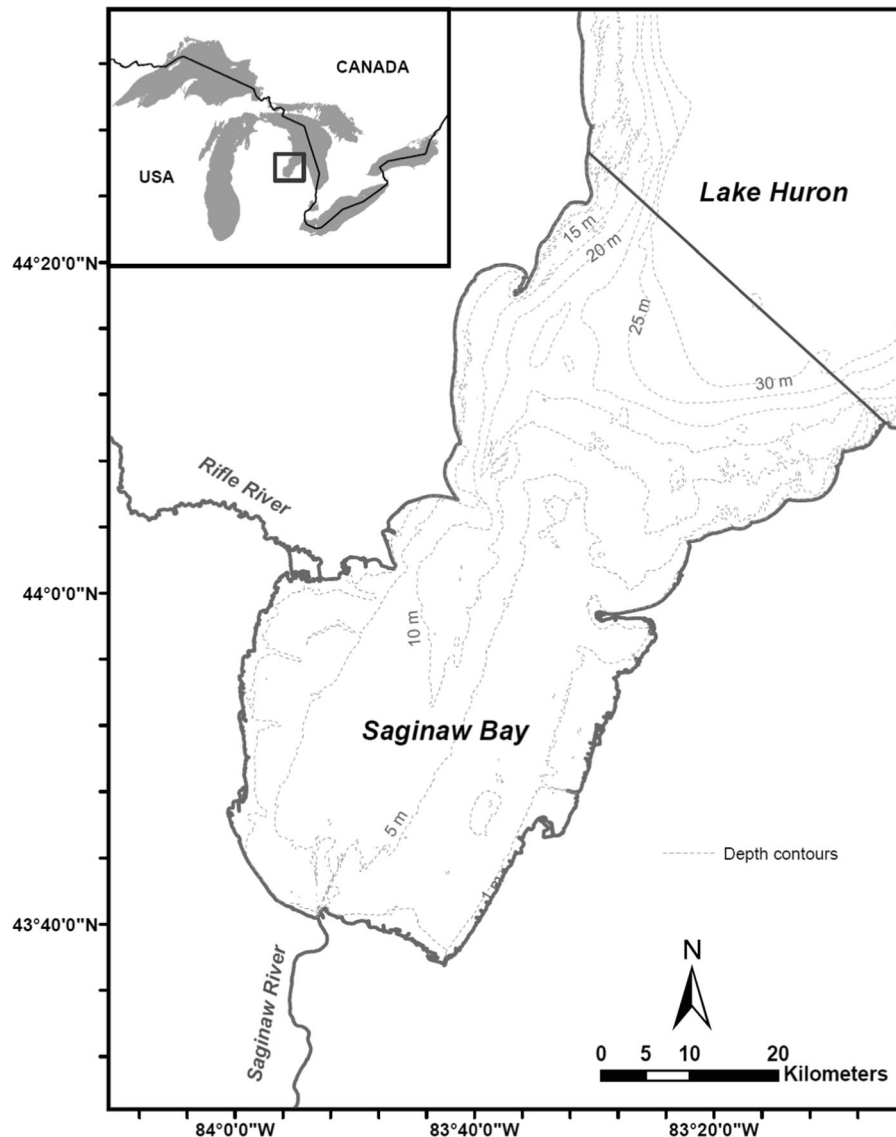 CANADA
USA
Lake Huron
15 m
20 m
44°20'0"N
25 m
30 m
Rifle River
44°0'0"N
10 m
Saginaw Bay
5 m
Depth contours
1 m
43°40'0"N
Saginaw River
N
0 5 10 20
Kilometers
84°0'0"W 83°40'0"W 83°20'0"W